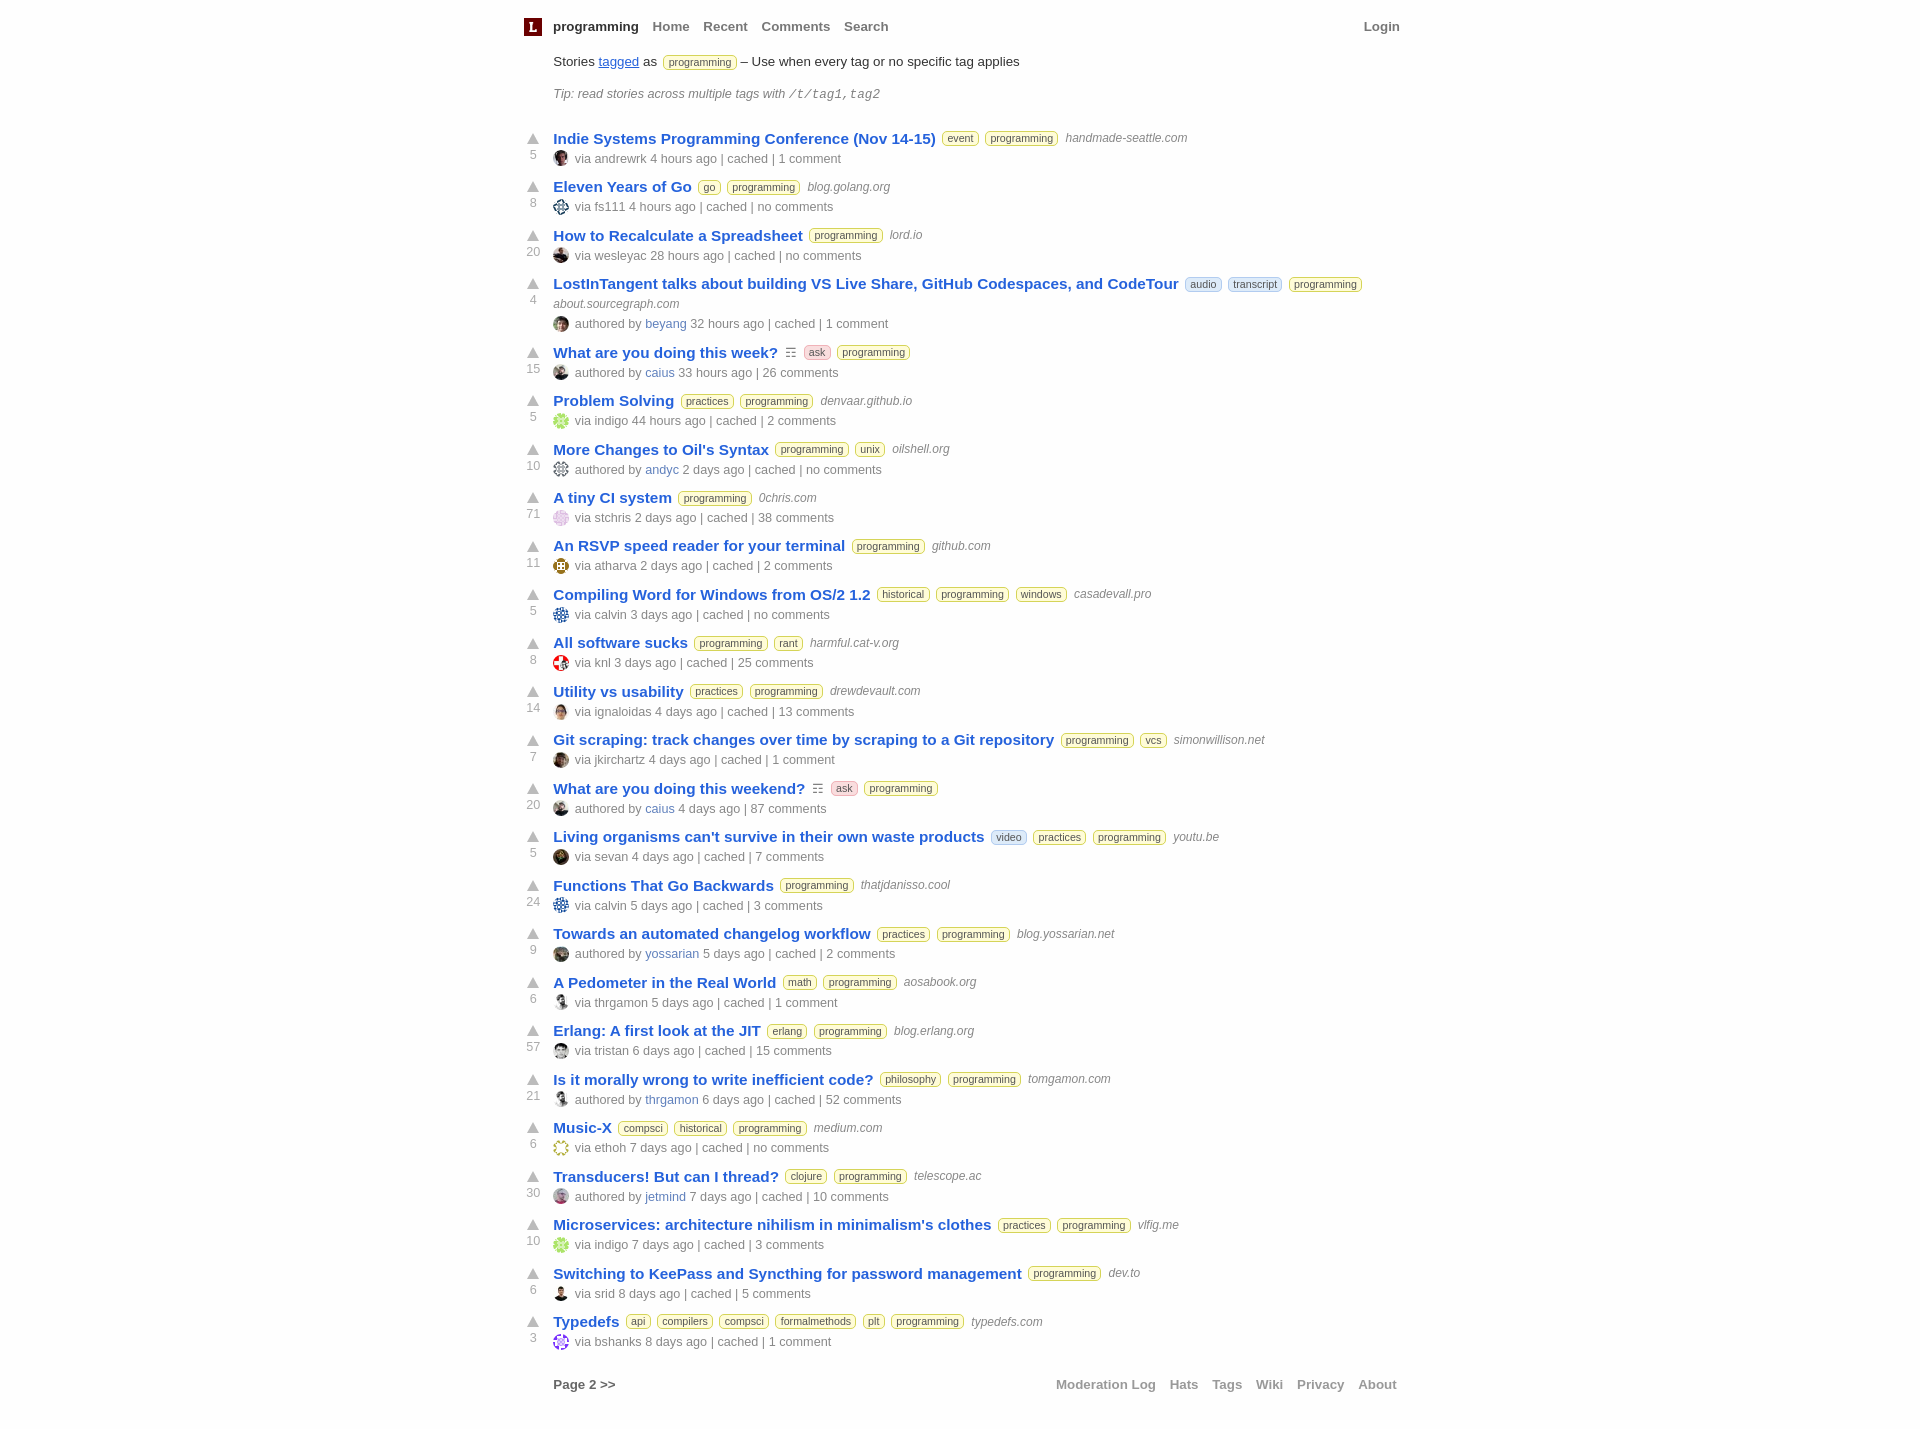 L programming Home Recent Comments Search Login
Stories tagged as programming – Use when every tag or no specific tag applies
Tip: read stories across multiple tags with /t/tag1,tag2
Indie Systems Programming Conference (Nov 14-15) event programming handmade-seattle.com
5 via andrewrk 4 hours ago | cached | 1 comment
Eleven Years of Go go programming blog.golang.org
8 via fs111 4 hours ago | cached | no comments
How to Recalculate a Spreadsheet programming lord.io
20 via wesleyac 28 hours ago | cached | no comments
LostInTangent talks about building VS Live Share, GitHub Codespaces, and CodeTour audio transcript programming
4 about.sourcegraph.com
authored by beyang 32 hours ago | cached | 1 comment
What are you doing this week? ☶ ask programming
15 authored by caius 33 hours ago | 26 comments
Problem Solving practices programming denvaar.github.io
5 via indigo 44 hours ago | cached | 2 comments
More Changes to Oil's Syntax programming unix oilshell.org
10 authored by andyc 2 days ago | cached | no comments
A tiny CI system programming 0chris.com
71 via stchris 2 days ago | cached | 38 comments
An RSVP speed reader for your terminal programming github.com
11 via atharva 2 days ago | cached | 2 comments
Compiling Word for Windows from OS/2 1.2 historical programming windows casadevall.pro
5 via calvin 3 days ago | cached | no comments
All software sucks programming rant harmful.cat-v.org
8 via knl 3 days ago | cached | 25 comments
Utility vs usability practices programming drewdevault.com
14 via ignaloidas 4 days ago | cached | 13 comments
Git scraping: track changes over time by scraping to a Git repository programming vcs simonwillison.net
7 via jkirchartz 4 days ago | cached | 1 comment
What are you doing this weekend? ☶ ask programming
20 authored by caius 4 days ago | 87 comments
Living organisms can't survive in their own waste products video practices programming youtu.be
5 via sevan 4 days ago | cached | 7 comments
Functions That Go Backwards programming thatjdanisso.cool
24 via calvin 5 days ago | cached | 3 comments
Towards an automated changelog workflow practices programming blog.yossarian.net
9 authored by yossarian 5 days ago | cached | 2 comments
A Pedometer in the Real World math programming aosabook.org
6 via thrgamon 5 days ago | cached | 1 comment
Erlang: A first look at the JIT erlang programming blog.erlang.org
57 via tristan 6 days ago | cached | 15 comments
Is it morally wrong to write inefficient code? philosophy programming tomgamon.com
21 authored by thrgamon 6 days ago | cached | 52 comments
Music-X compsci historical programming medium.com
6 via ethoh 7 days ago | cached | no comments
Transducers! But can I thread? clojure programming telescope.ac
30 authored by jetmind 7 days ago | cached | 10 comments
Microservices: architecture nihilism in minimalism's clothes practices programming vlfig.me
10 via indigo 7 days ago | cached | 3 comments
Switching to KeePass and Syncthing for password management programming dev.to
6 via srid 8 days ago | cached | 5 comments
Typedefs api compilers compsci formalmethods plt programming typedefs.com
3 via bshanks 8 days ago | cached | 1 comment
Page 2 >> Moderation Log Hats Tags Wiki Privacy About